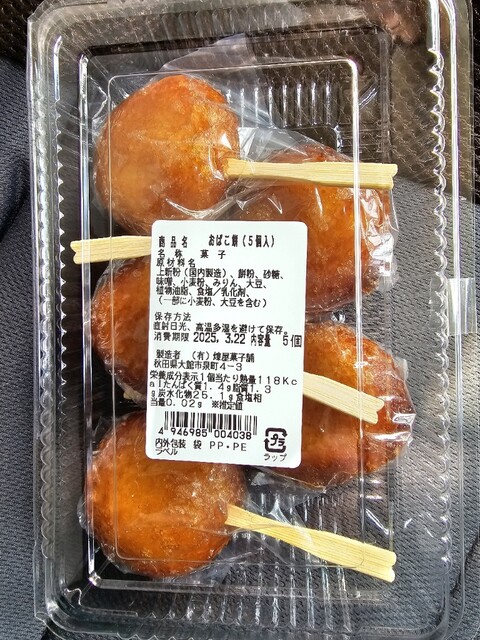 商品名　おばこ餅（５個入）
名　称　菓　子
原材料名
上新粉（国内製造）、餅粉、砂糖、
味噌、小麦粉、みりん、大豆、
植物油脂、食塩／乳化剤、
（一部に小麦粉、大豆を含む）
保存方法
直射日光、高温多湿を避けて保存。
消費期限 2025. 3.22 内容量　５個
製造者　（有）煉屋菓子舗
秋田県大館市泉町４－３
栄養成分表示１個当たり熱量１１８Ｋｃ
ａｌたんぱく質１．４ｇ脂質１．３
ｇ炭水化物２５．１ｇ食塩相
当量０．０２ｇ　※推定値
4 946985 004038
内外包装　袋　ＰＰ・ＰＥ
ラベル
プラ
ラップ